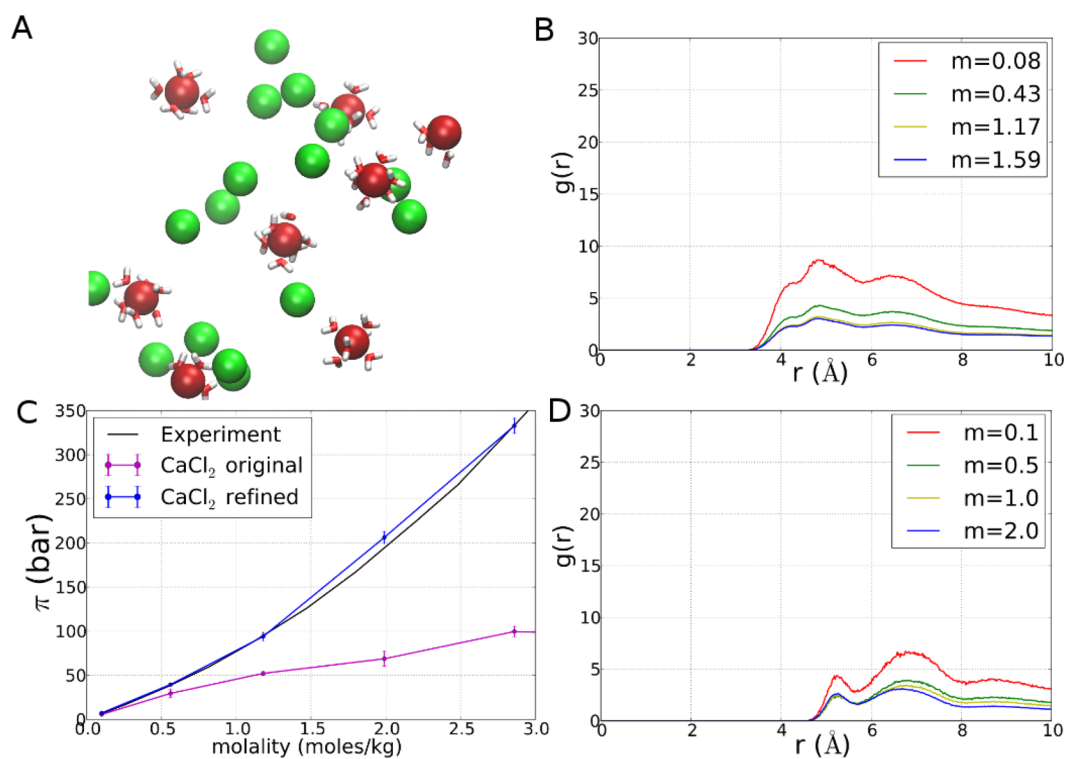 A
B
30
25
20
15
10
5
0
g(r)
0
2
4
6
8
10
r (Å)
m=0.08
m=0.43
m=1.17
m=1.59
C
350
300
250
200
150
100
50
0
π (bar)
0.0
0.5
1.0
1.5
2.0
2.5
3.0
molality (moles/kg)
Experiment
CaCl₂ original
CaCl₂ refined
D
30
25
20
15
10
5
0
g(r)
0
2
4
6
8
10
r (Å)
m=0.1
m=0.5
m=1.0
m=2.0